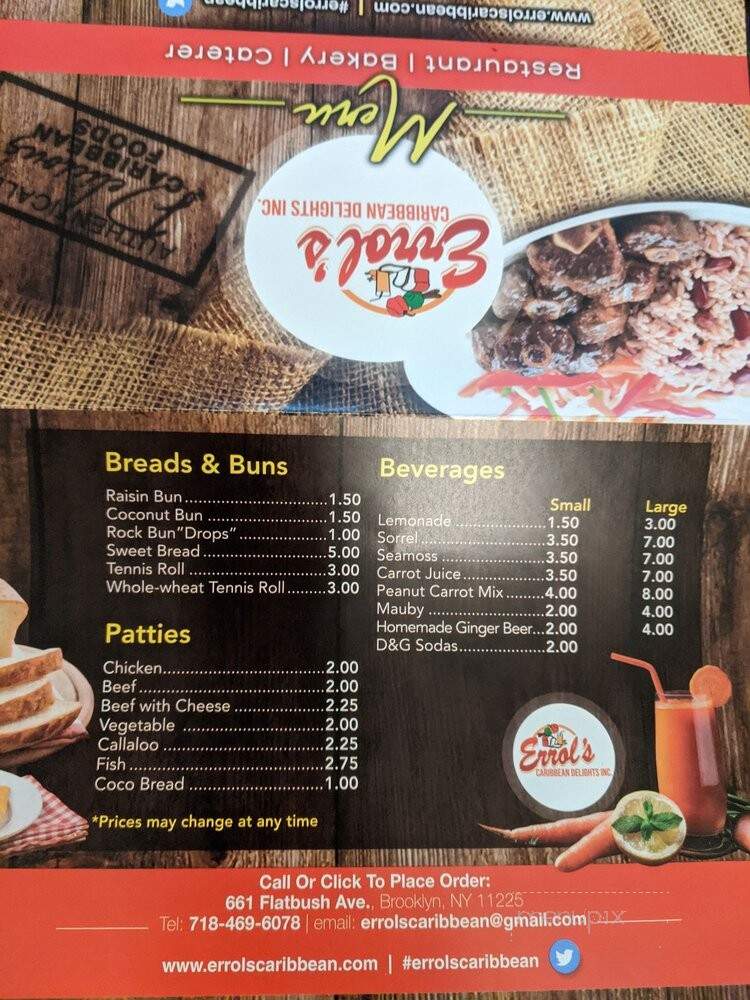 www.errolscaribbean.com | #errolscaribbean
Restaurant | Bakery | Caterer
Menu
AUTHENTICALLY
Delicious
CARIBBEAN
FOODS
Errol's
CARIBBEAN DELIGHTS INC.
Breads & Buns
Raisin Bun..............................1.50
Coconut Bun .........................1.50
Rock Bun"Drops"..................1.00
Sweet Bread..........................5.00
Tennis Roll ............................3.00
Whole-wheat Tennis Roll.........3.00
Patties
Chicken..................................2.00
Beef.......................................2.00
Beef with Cheese ...................2.25
Vegetable ..............................2.00
Callaloo .................................2.25
Fish........................................2.75
Coco Bread ...........................1.00
*Prices may change at any time
Beverages
Small Large
Lemonade ................1.50 3.00
Sorrel......................3.50 7.00
Seamoss ..................3.50 7.00
Carrot Juice..............3.50 7.00
Peanut Carrot Mix .......4.00 8.00
Mauby .....................2.00 4.00
Homemade Ginger Beer...2.00 4.00
D&G Sodas................2.00
Errol's
CARIBBEAN DELIGHTS INC.
Call Or Click To Place Order:
661 Flatbush Ave., Brooklyn, NY 11225
Tel: 718-469-6078 | email: errolscaribbean@gmail.com
menupix
www.errolscaribbean.com | #errolscaribbean